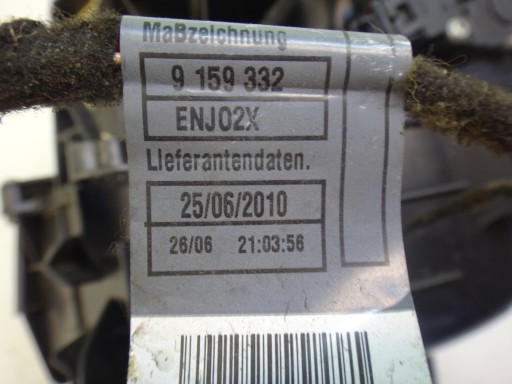 Maßzeichnung
9 159 332
ENJ02X
Lieferantendaten.
25/06/2010
26/06 21:03:56